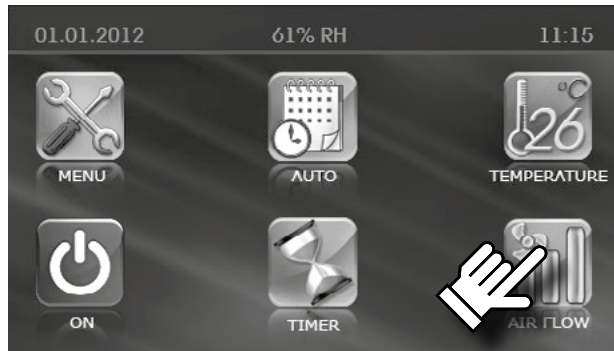 01.01.2012 61% RH 11:15
°C
26
MENU AUTO TEMPERATURE
ON TIMER AIR FLOW